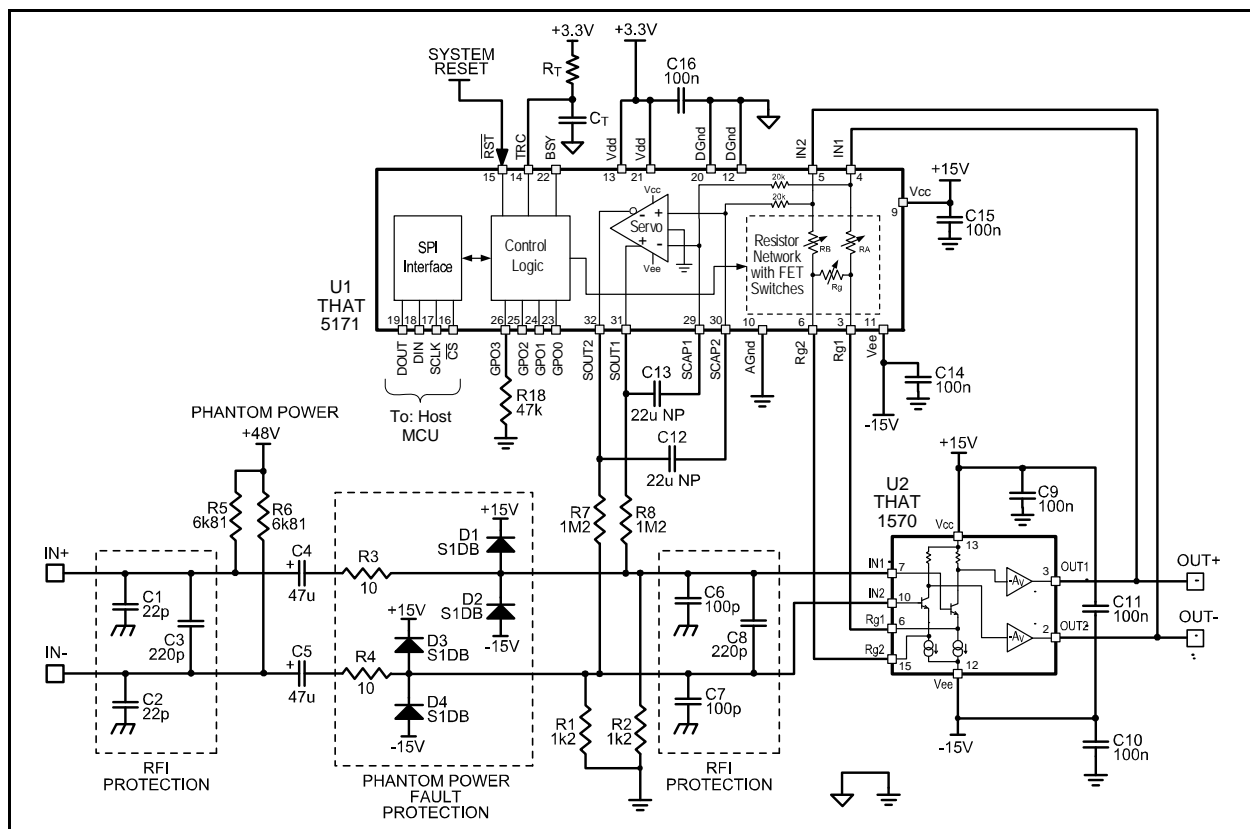 +3.3V
+3.3V
SYSTEM
RESET
RT
CT
C16
100n
RST
TRC
BSY
Vdd
Vdd
DGnd
DGnd
IN2
IN1
15
14
22
13
21
20
12
5
4
+15V
Vcc
9
C15
100n
20k
20k
Vcc
Servo
Vee
- +
+ -
SPI
Interface
Control
Logic
Resistor
Network
with FET
Switches
RB
RA
Rg
U1
THAT
5171
19
18
17
16
26
25
24
23
32
31
29
30
10
6
3
11
DOUT
DIN
SCLK
CS
GPO3
GPO2
GPO1
GPO0
SOUT2
SOUT1
SCAP1
SCAP2
AGnd
Rg2
Rg1
Vee
To: Host
MCU
R18
47k
C13
22u NP
C12
22u NP
C14
100n
-15V
PHANTOM POWER
+48V
R5
6k81
R6
6k81
R7
1M2
R8
1M2
+15V
C9
100n
U2
THAT
1570
Vcc
13
IN+
C1
22p
C3
220p
C4
+
47u
R3
10
+15V
D1
S1DB
D2
S1DB
-15V
+15V
D3
S1DB
D4
S1DB
-15V
IN-
C2
22p
C5
+
47u
R4
10
R1
1k2
R2
1k2
C6
100p
C8
220p
C7
100p
IN1
7
IN2
10
Rg1
6
Rg2
15
-AV
-AV
3
OUT1
2
OUT2
12
Vee
-15V
C11
100n
C10
100n
OUT+
-
OUT-
-
RFI
PROTECTION
PHANTOM POWER
FAULT
PROTECTION
RFI
PROTECTION